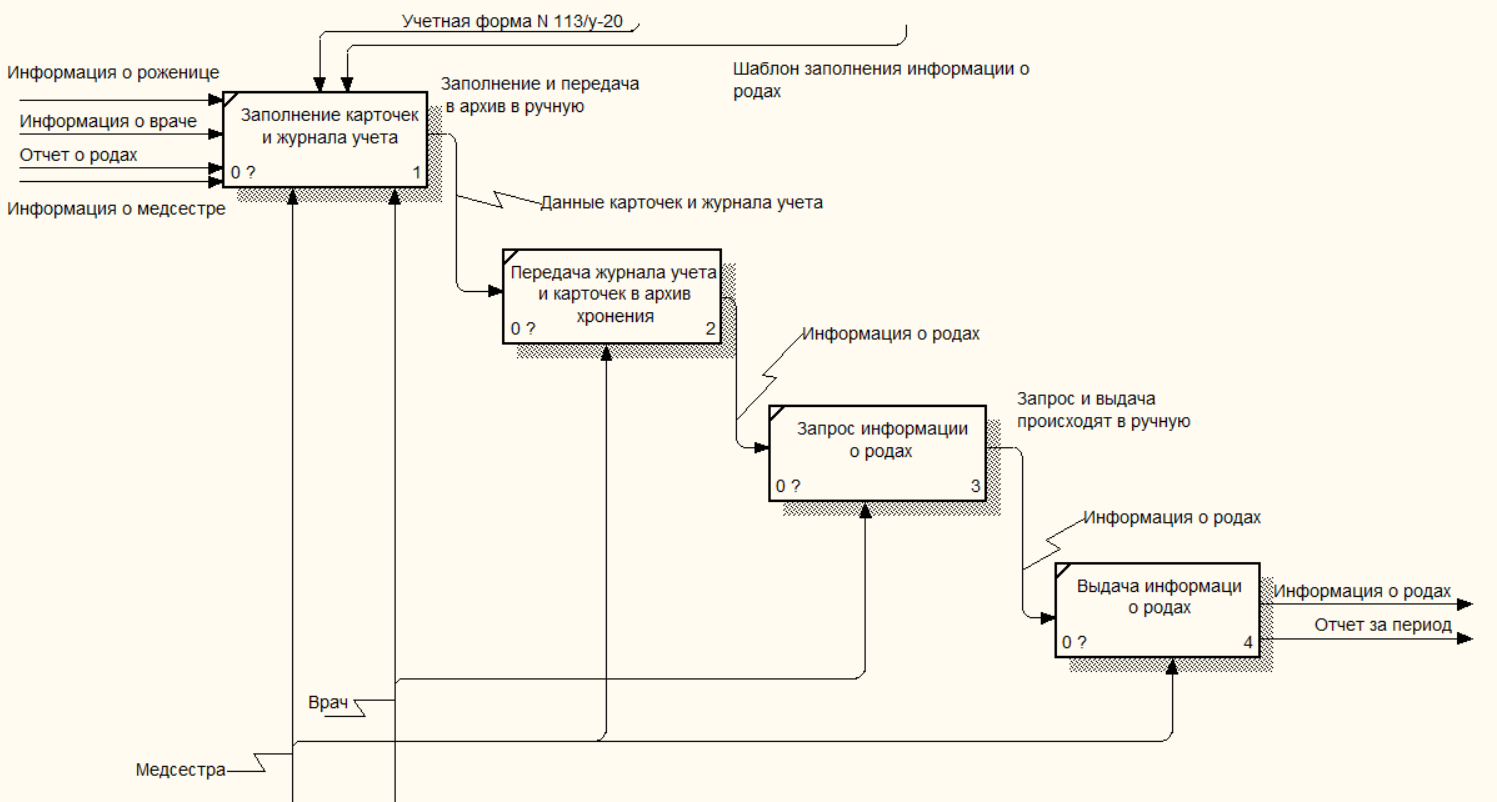 Учетная форма N 113/у-20
Информация о роженице
Заполнение и передача
в архив в ручную
Шаблон заполнения информации о
родах
Информация о враче
Отчет о родах
Информация о медсестре
Заполнение карточек
и журнала учета
0 ?
1
Данные карточек и журнала учета
Передача журнала учета
и карточек в архив
хронения
0 ?
2
Информация о родах
Запрос информации
о родах
0 ?
3
Запрос и выдача
происходят в ручную
Информация о родах
Выдача информаци
о родах
0 ?
4
Информация о родах
Отчет за период
Врач
Медсестра